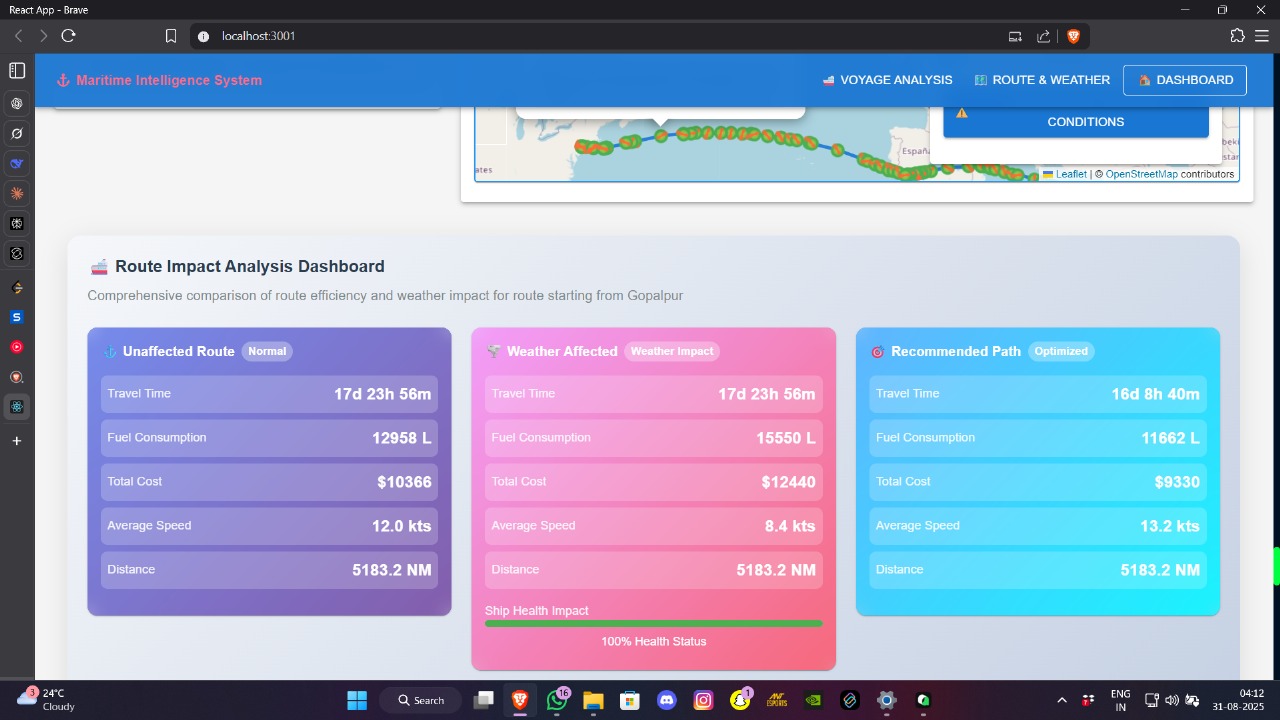 React App - Brave
localhost:3001
Maritime Intelligence System
VOYAGE ANALYSIS
ROUTE & WEATHER
DASHBOARD
CONDITIONS
España
ates
Leaflet | © OpenStreetMap contributors
Route Impact Analysis Dashboard
Comprehensive comparison of route efficiency and weather impact for route starting from Gopalpur
Unaffected Route Normal
Travel Time 17d 23h 56m
Fuel Consumption 12958 L
Total Cost $10366
Average Speed 12.0 kts
Distance 5183.2 NM
Weather Affected Weather Impact
Travel Time 17d 23h 56m
Fuel Consumption 15550 L
Total Cost $12440
Average Speed 8.4 kts
Distance 5183.2 NM
Ship Health Impact
100% Health Status
Recommended Path Optimized
Travel Time 16d 8h 40m
Fuel Consumption 11662 L
Total Cost $9330
Average Speed 13.2 kts
Distance 5183.2 NM
3
24°C
Cloudy
Search
16
1
ENG
IN
04:12
31-08-2025